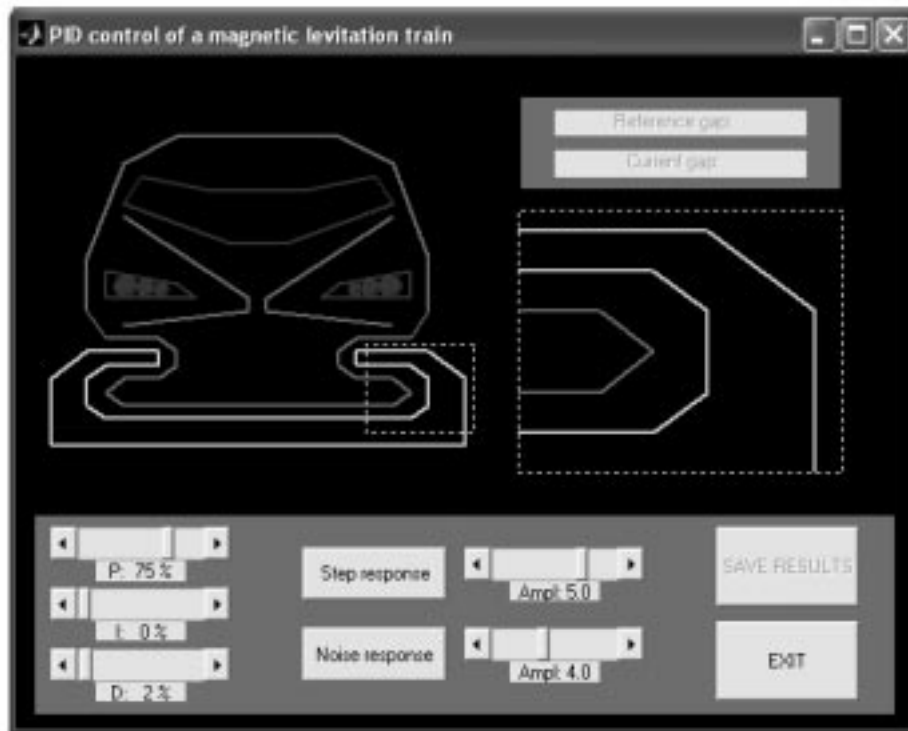 PID control of a magnetic levitation train
Reference gap:
Current gap:
P: 75 %
I: 0 %
D: 2 %
Step response
Ampl: 5.0
Noise response
Ampl: 4.0
SAVE RESULTS
EXIT